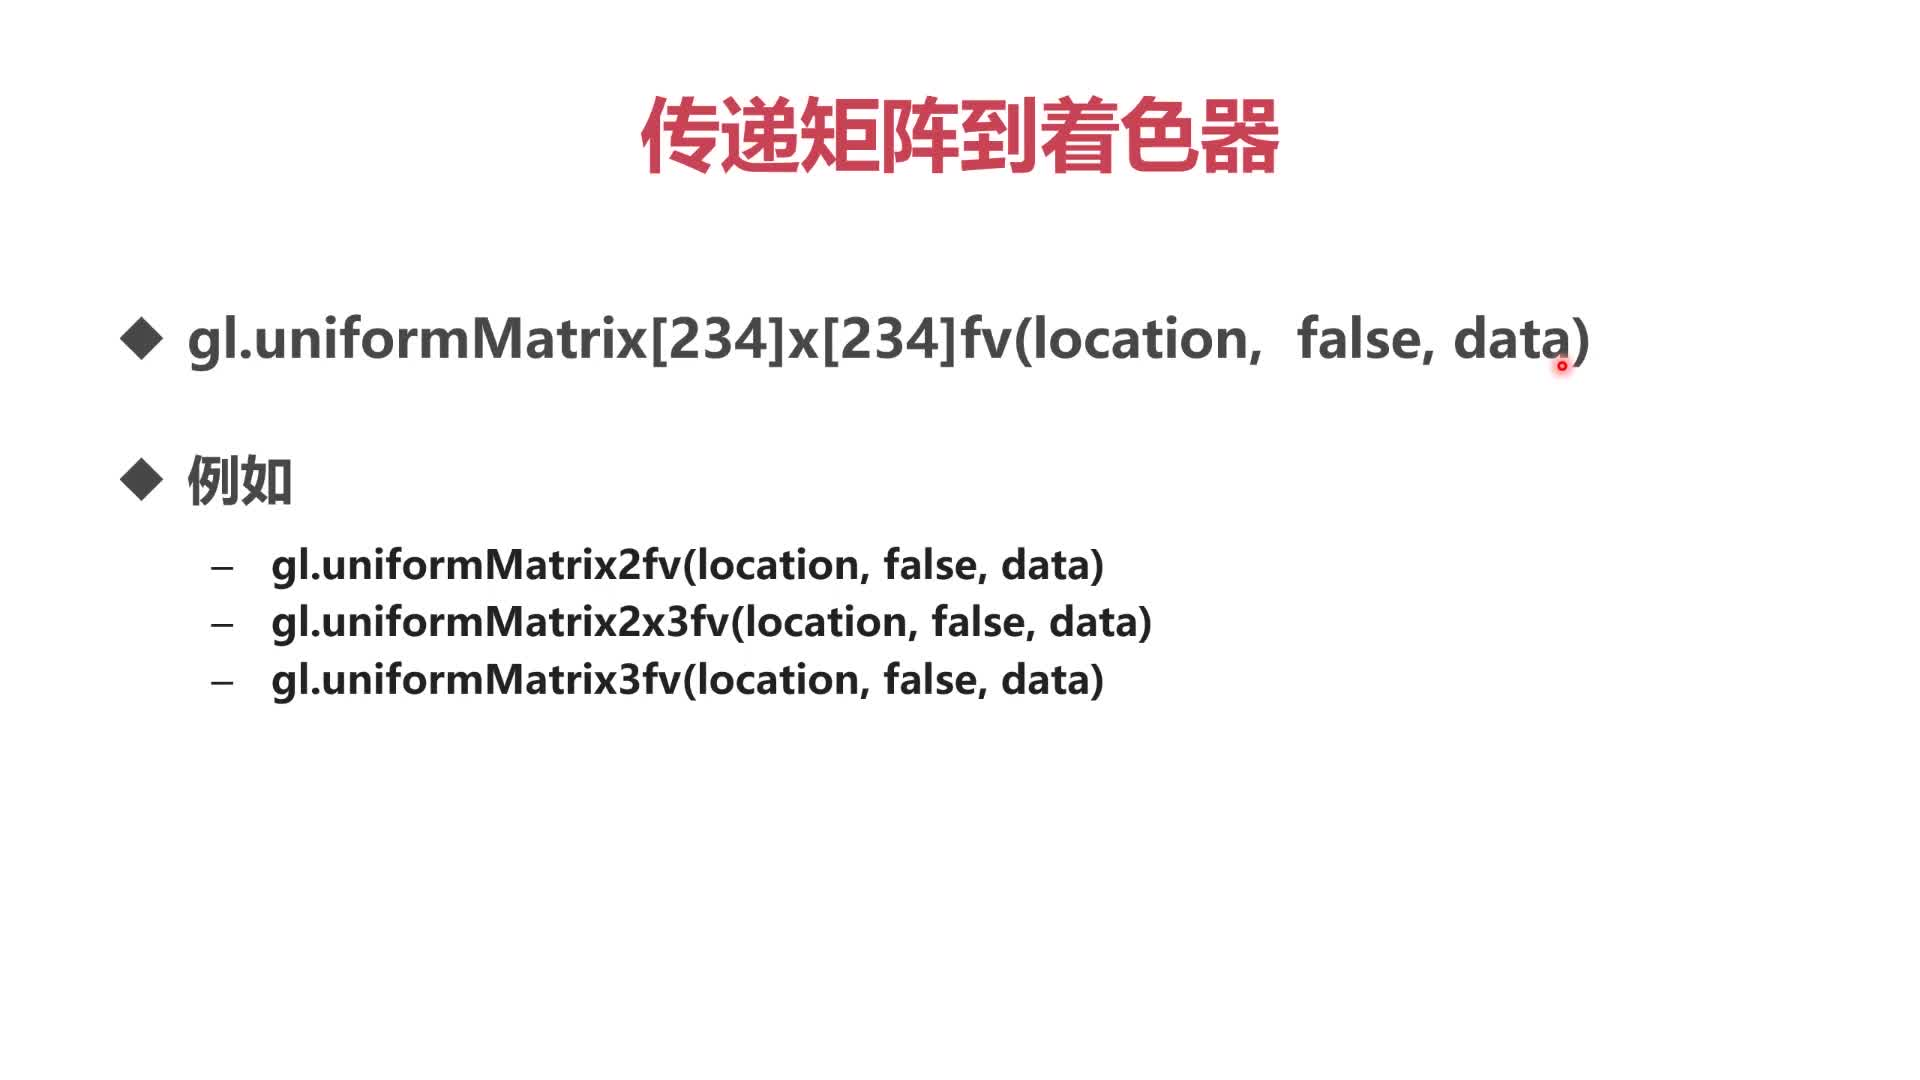 传递矩阵到着色器
◆ gl.uniformMatrix[234]x[234]fv(location, false, data)
◆ 例如
– gl.uniformMatrix2fv(location, false, data)
– gl.uniformMatrix2x3fv(location, false, data)
– gl.uniformMatrix3fv(location, false, data)